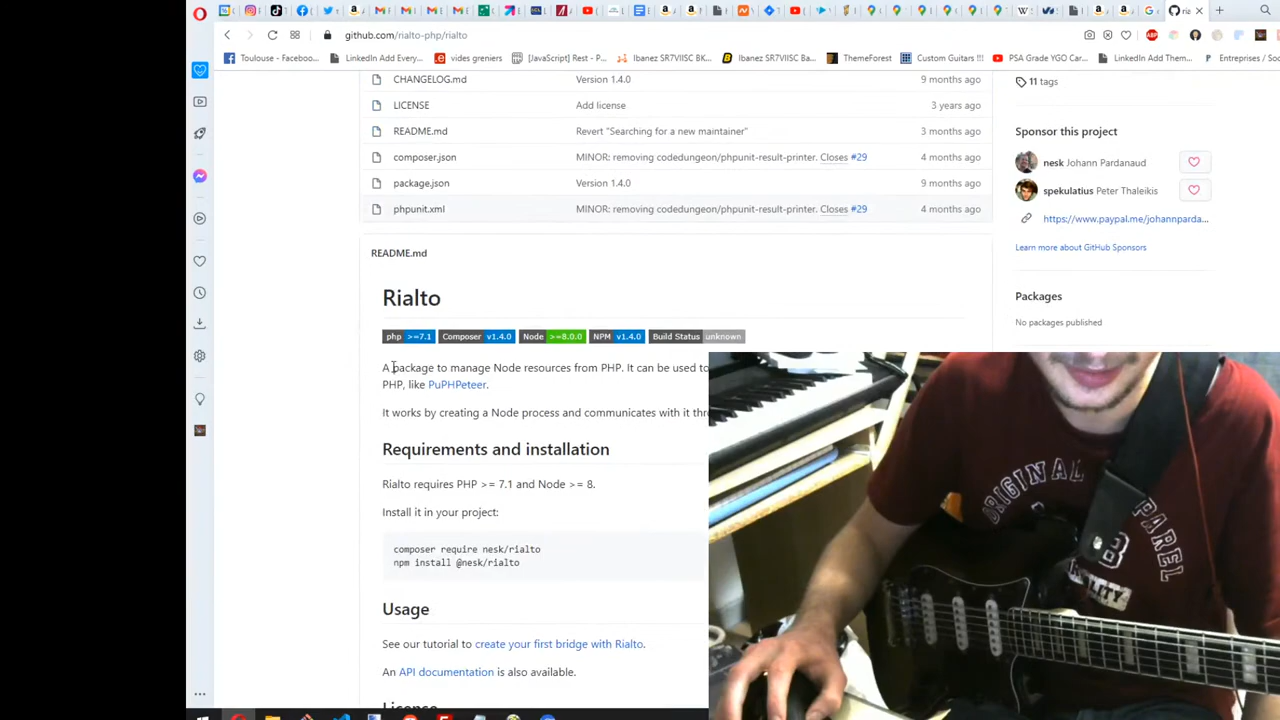 github.com/rialto-php/rialto
Toulouse - Faceboo...
LinkedIn Add Every...
vides greniers
[JavaScript] Rest - P...
Ibanez SR7VIISC BK...
Ibanez SR7VIISC Ba...
ThemeForest
Custom Guitars !!!
PSA Grade YGO Car...
LinkedIn Add Them...
Entreprises / Soc
CHANGELOG.md Version 1.4.0 9 months ago
LICENSE Add license 3 years ago
README.md Revert "Searching for a new maintainer" 3 months ago
composer.json MINOR: removing codedungeon/phpunit-result-printer. Closes #29 4 months ago
package.json Version 1.4.0 9 months ago
phpunit.xml MINOR: removing codedungeon/phpunit-result-printer. Closes #29 4 months ago
11 tags
Sponsor this project
nesk Johann Pardanaud
spekulatius Peter Thaleikis
https://www.paypal.me/johannparda...
Learn more about GitHub Sponsors
Packages
No packages published
README.md
Rialto
php >=7.1 Composer v1.4.0 Node >=8.0.0 NPM v1.4.0 Build Status unknown
A package to manage Node resources from PHP. It can be used to
PHP, like PuPHPeteer.
It works by creating a Node process and communicates with it thr
Requirements and installation
Rialto requires PHP >= 7.1 and Node >= 8.
Install it in your project:
composer require nesk/rialto
npm install @nesk/rialto
Usage
See our tutorial to create your first bridge with Rialto.
An API documentation is also available.
License
ORIGINAL
PAREL